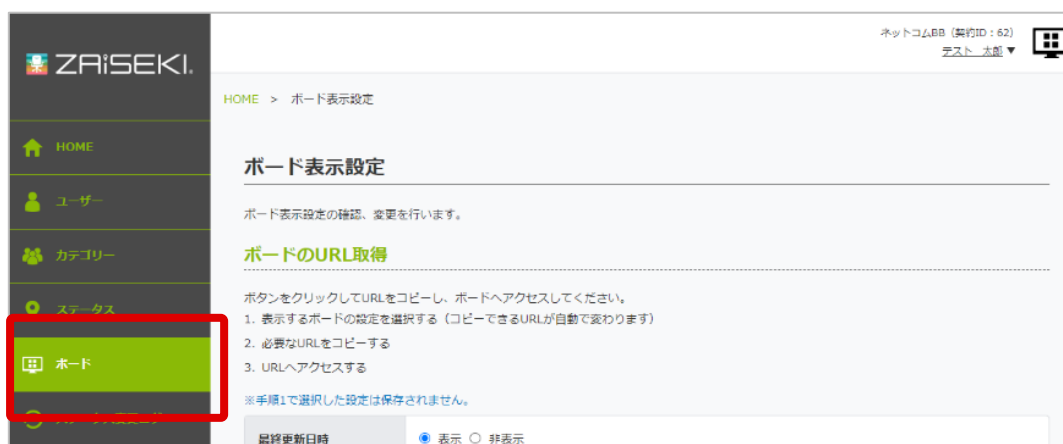 ZAiSEKI.
ネットコムBB（契約ID：62）
テスト 太郎▼
HOME > ボード表示設定
HOME
ユーザー
カテゴリー
ステータス
ボード
ボード表示設定
ボード表示設定の確認、変更を行います。
ボードのURL取得
ボタンをクリックしてURLをコピーし、ボードへアクセスしてください。
1. 表示するボードの設定を選択する（コピーできるURLが自動で変わります）
2. 必要なURLをコピーする
3. URLへアクセスする
※手順1で選択した設定は保存されません。
最終更新日時 表示 非表示